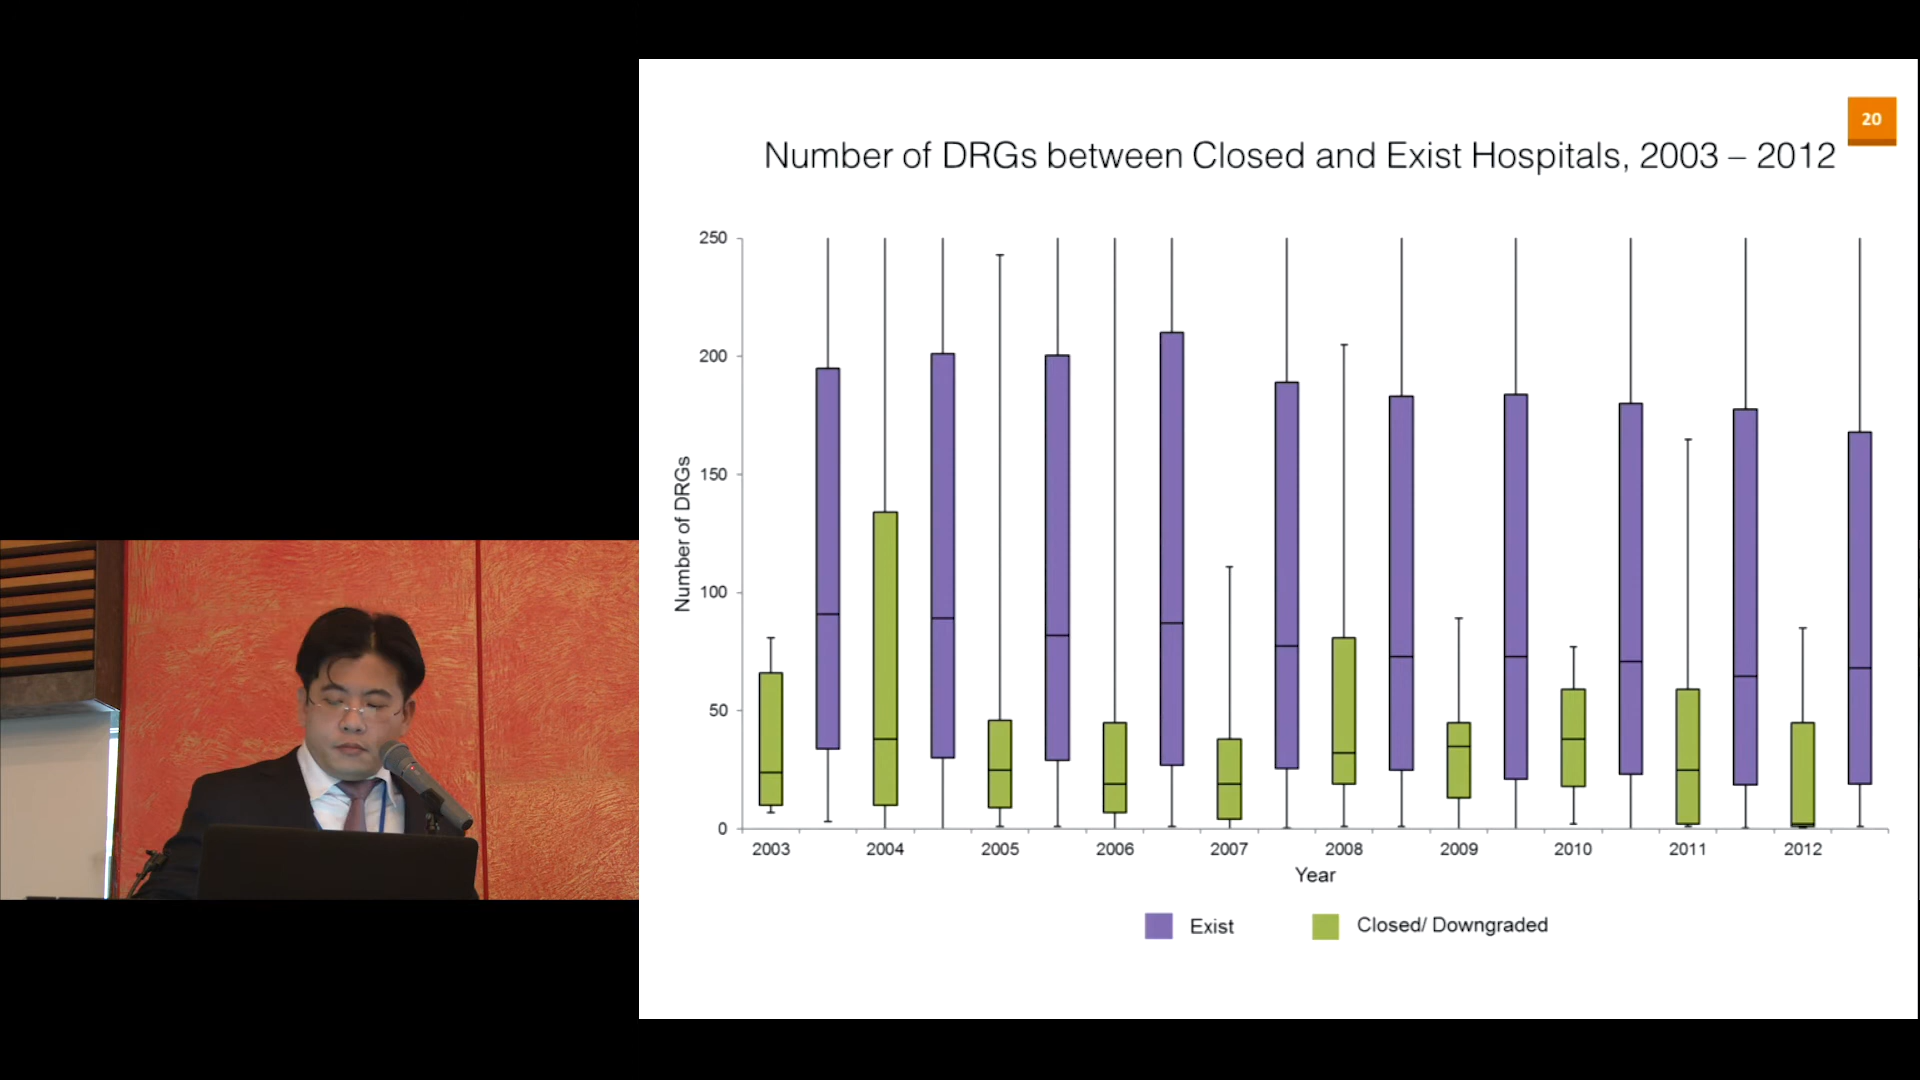 20
Number of DRGs between Closed and Exist Hospitals, 2003 – 2012
250
200
150
100
50
0
Number of DRGs
2003 2004 2005 2006 2007 2008 2009 2010 2011 2012
Year
Exist Closed/ Downgraded